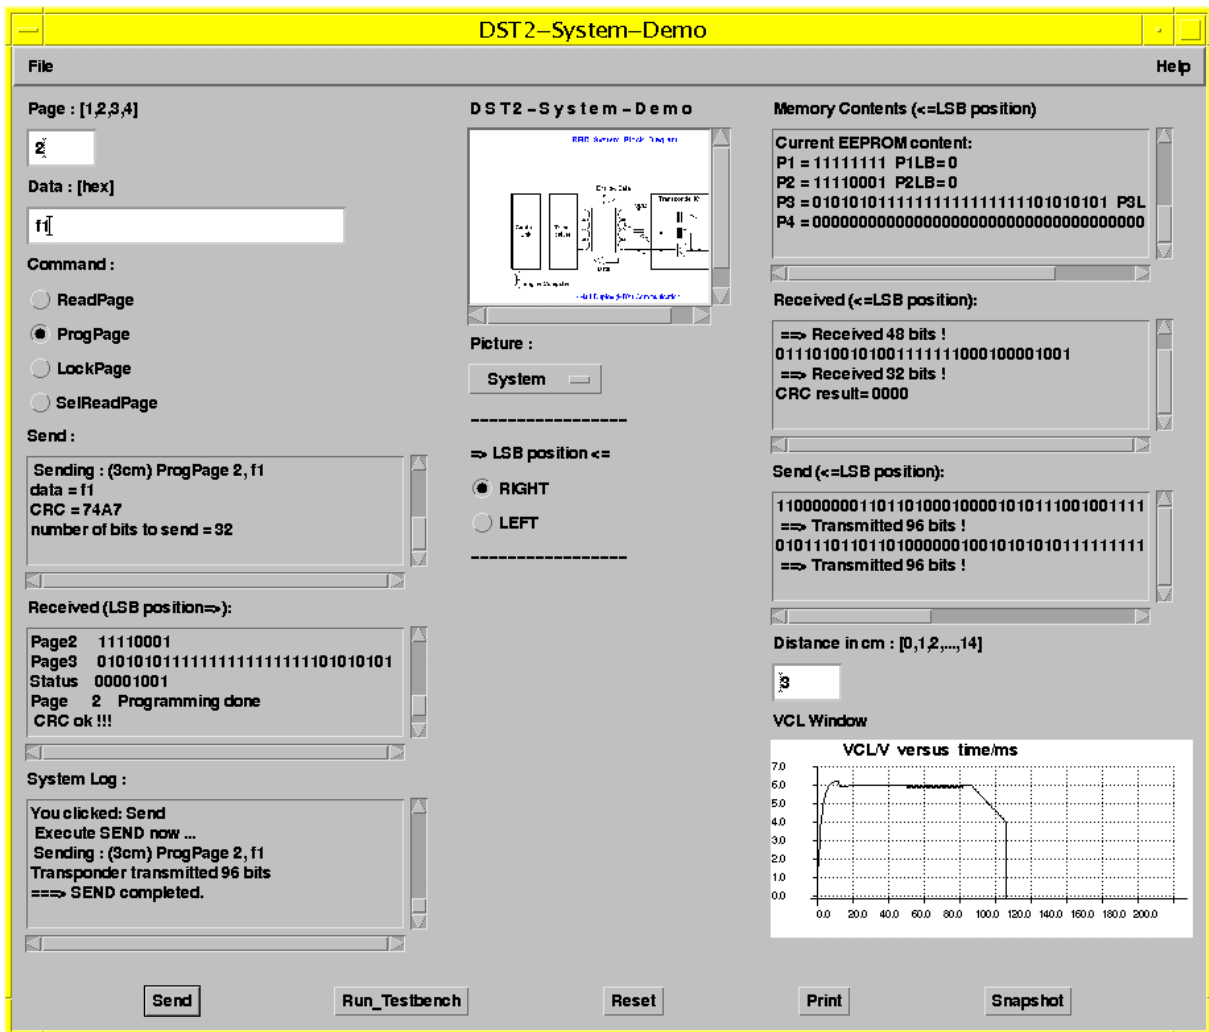 DST2–System–Demo
File
Help
Page : [1,2,3,4]
2
Data : [hex]
f1
Command :
ReadPage
ProgPage
LockPage
SelReadPage
Send :
Sending : (3cm) ProgPage 2, f1
data = f1
CRC = 74A7
number of bits to send = 32
Received (LSB position=>):
Page2 11110001
Page3 01010101111111111111111101010101
Status 00001001
Page 2 Programming done
CRC ok !!!
System Log :
You clicked: Send
Execute SEND now ...
Sending : (3cm) ProgPage 2, f1
Transponder transmitted 96 bits
===> SEND completed.
DST2–System–Demo
RFID System Block Diagram
Picture :
System
=> LSB position <=
RIGHT
LEFT
Memory Contents (<=LSB position)
Current EEPROM content:
P1 = 11111111 P1LB= 0
P2 = 11110001 P2LB= 0
P3 = 01010101111111111111111101010101 P3L
Received (<=LSB position):
==> Received 48 bits !
01110100101001111111000100001001
==> Received 32 bits !
CRC result= 0000
Send (<=LSB position):
==> Transmitted 96 bits !
==> Transmitted 96 bits !
Distance in cm : [0,1,2,...,14]
3
VCL Window
VCL/V versus time/ms
7.0
6.0
5.0
4.0
3.0
2.0
1.0
0.0
0.0 20.0 40.0 60.0 80.0 100.0 120.0 140.0 160.0 180.0 200.0
Send
Run_Testbench
Reset
Print
Snapshot